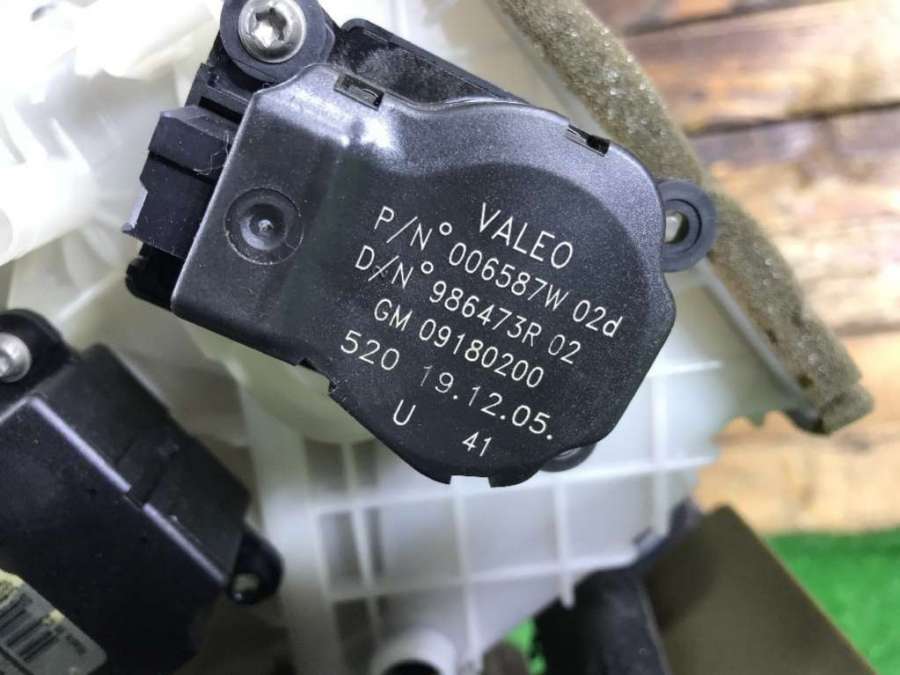 VALEO
P/N° 006587W 02d
D/N° 986473R 02
GM 09180200
520 19.12.05.
U 41